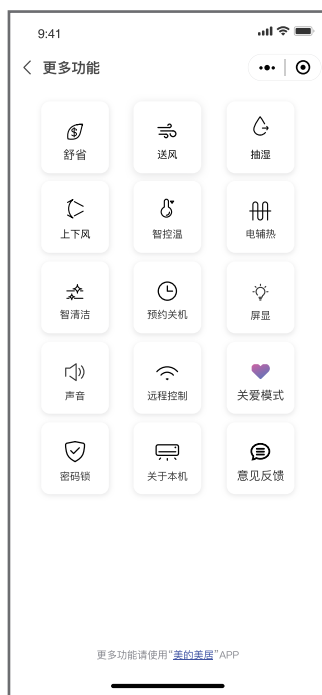 9:41
更多功能
舒省 送风 抽湿
上下风 智控温 电辅热
智清洁 预约关机 屏显
声音 远程控制 关爱模式
密码锁 关于本机 意见反馈
更多功能请使用“美的美居”APP